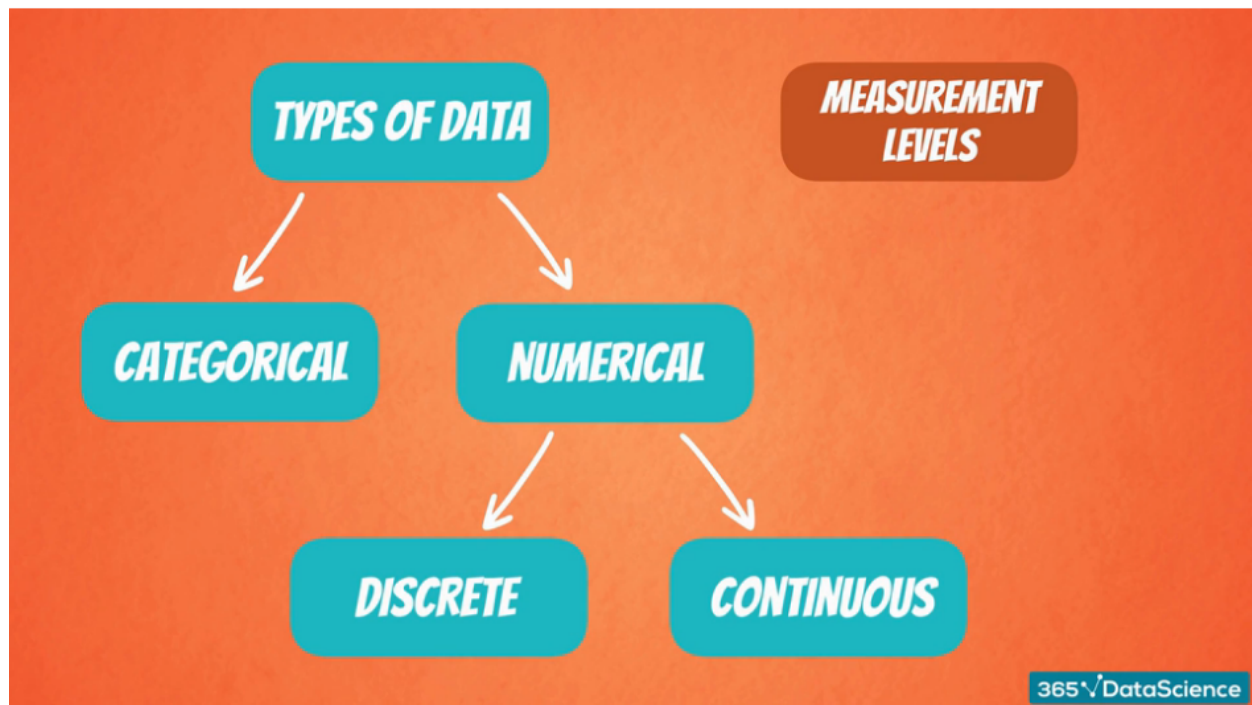 TYPES OF DATA
MEASUREMENT
LEVELS
CATEGORICAL
NUMERICAL
DISCRETE
CONTINUOUS
365 DataScience